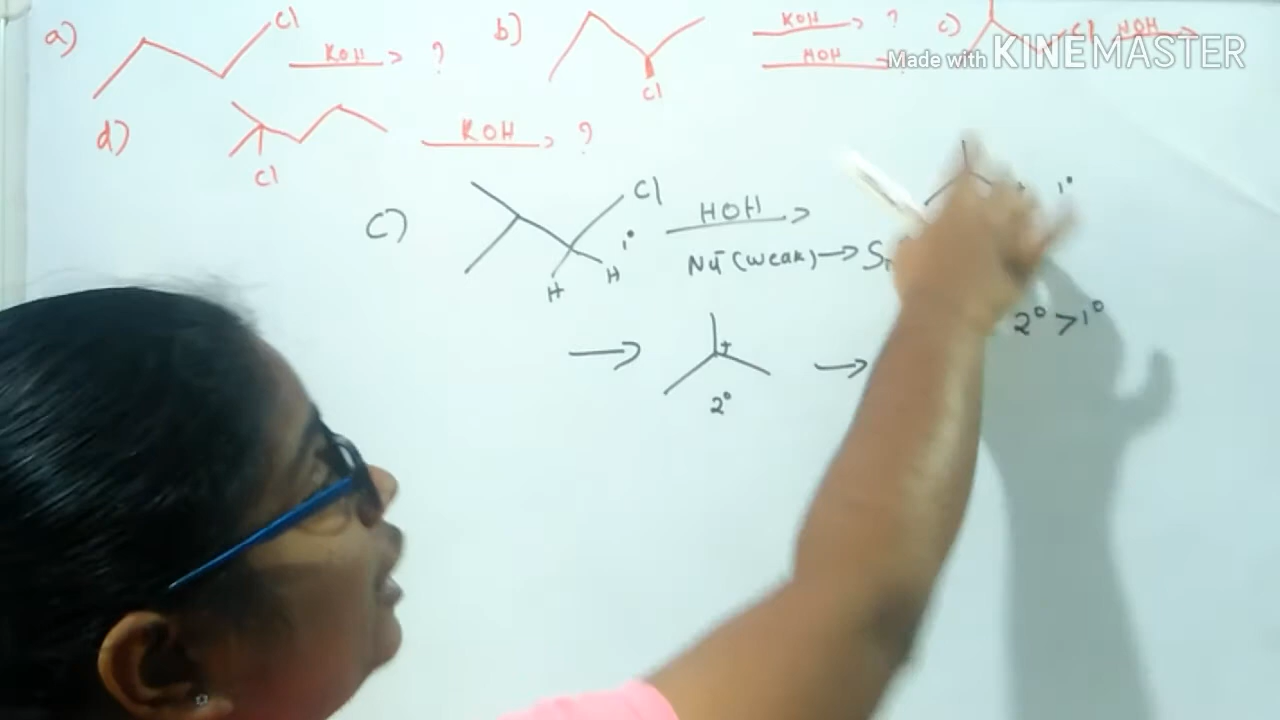 a) Cl KOH ? b) Cl KOH ? HOH ? c) Cl HOH
Made with KINEMASTER
d) Cl KOH ?
c) Cl H H 1° HOH 1°
Nu⁻ (weak) → 
→ + 2° → 2° > 1°